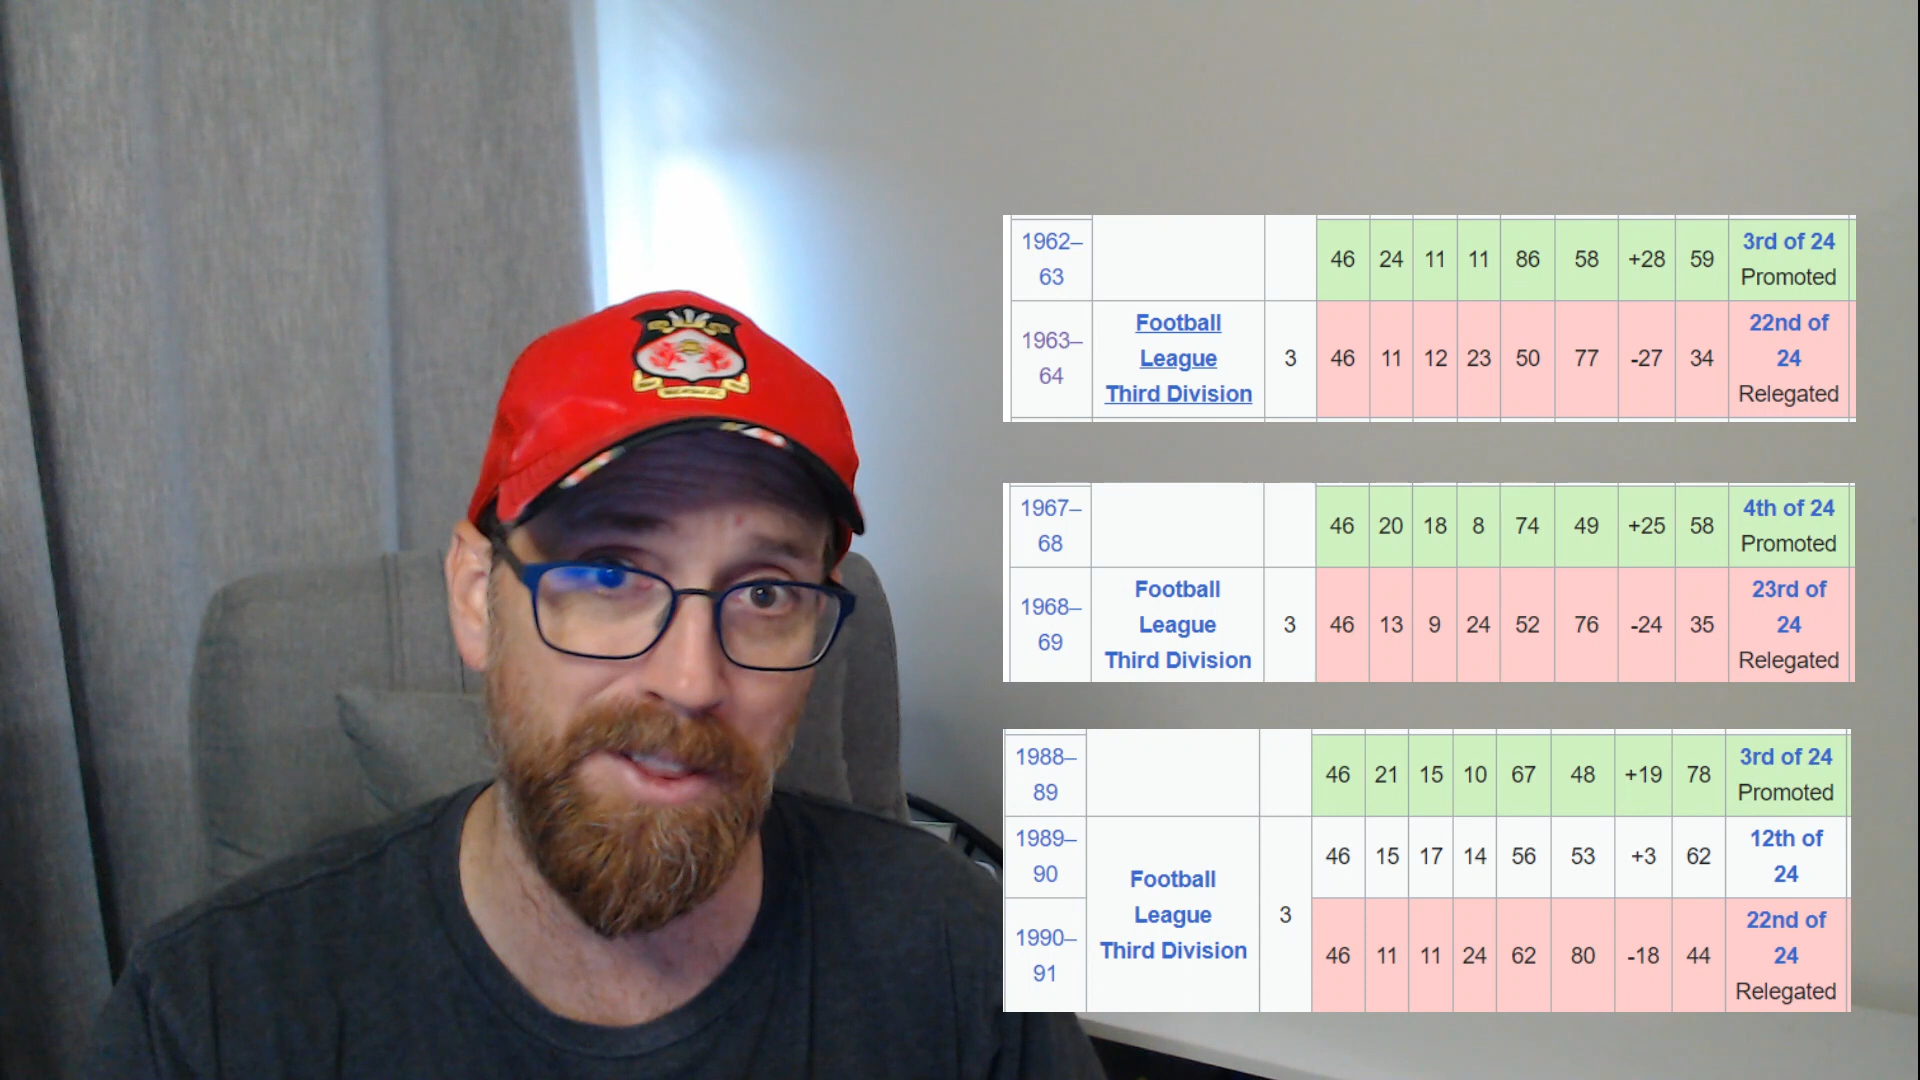 1962–
63
46 24 11 11 86 58 +28 59
3rd of 24
Promoted
1963–
64
Football
League
Third Division
3
46 11 12 23 50 77 -27 34
22nd of
24
Relegated
1967–
68
46 20 18 8 74 49 +25 58
4th of 24
Promoted
1968–
69
Football
League
Third Division
3
46 13 9 24 52 76 -24 35
23rd of
24
Relegated
1988–
89
46 21 15 10 67 48 +19 78
3rd of 24
Promoted
1989–
90
46 15 17 14 56 53 +3 62
12th of
24
Football
League
Third Division
3
1990–
91
46 11 11 24 62 80 -18 44
22nd of
24
Relegated